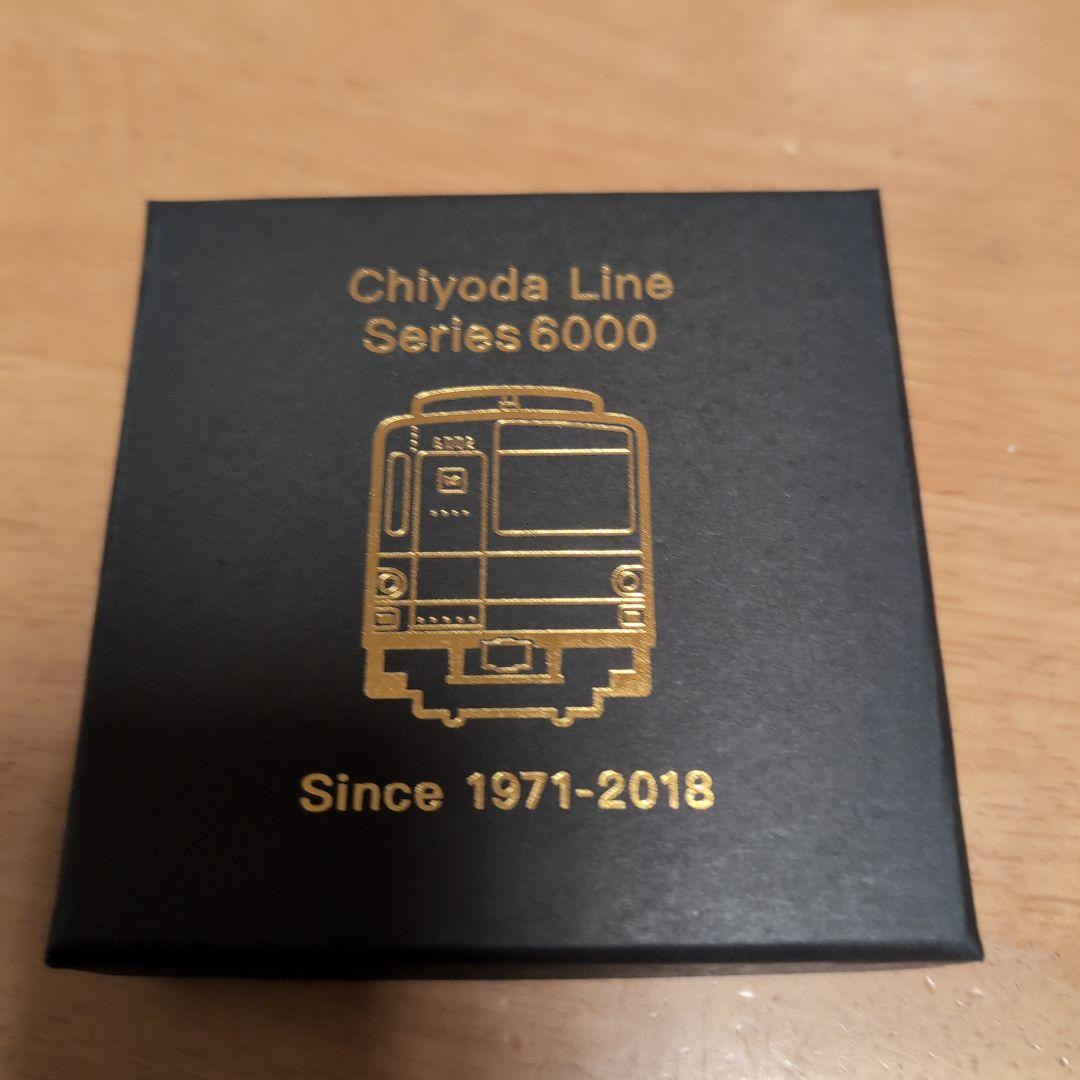 Chiyoda Line
Series 6000
Since 1971-2018